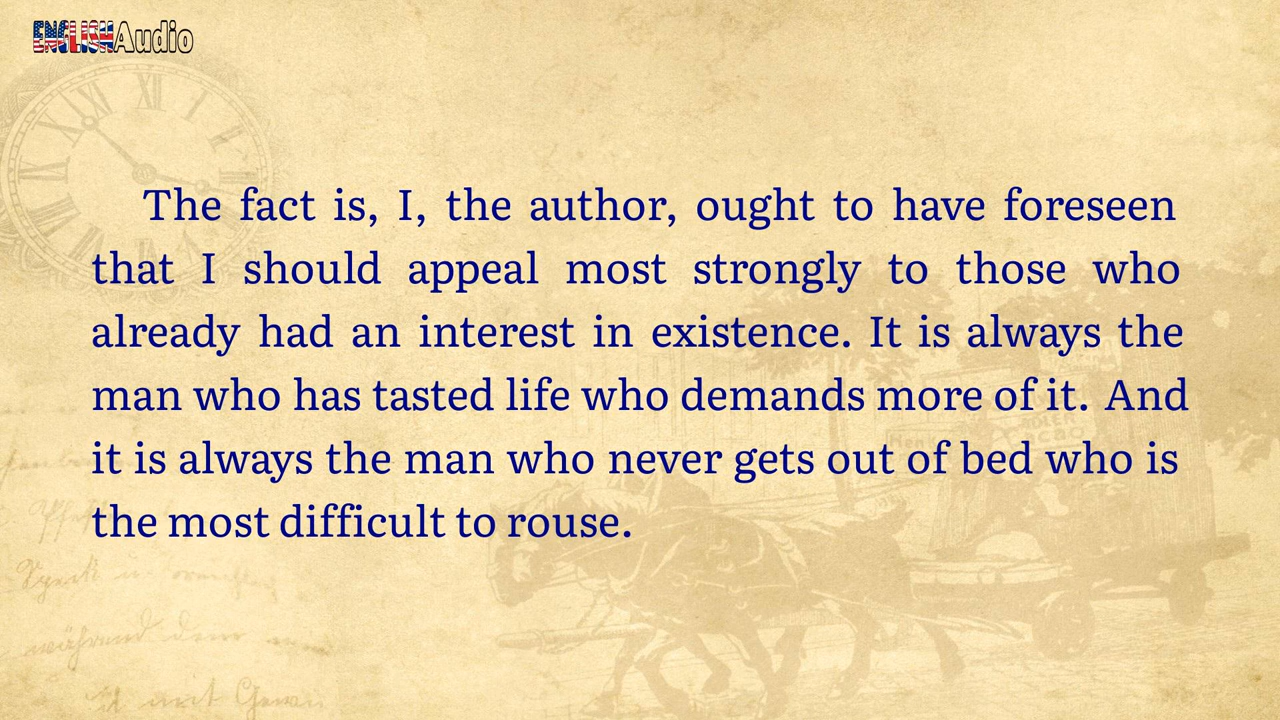 ENGLISHAudio
The fact is, I, the author, ought to have foreseen
that I should appeal most strongly to those who
already had an interest in existence. It is always the
man who has tasted life who demands more of it. And
it is always the man who never gets out of bed who is
the most difficult to rouse.
während